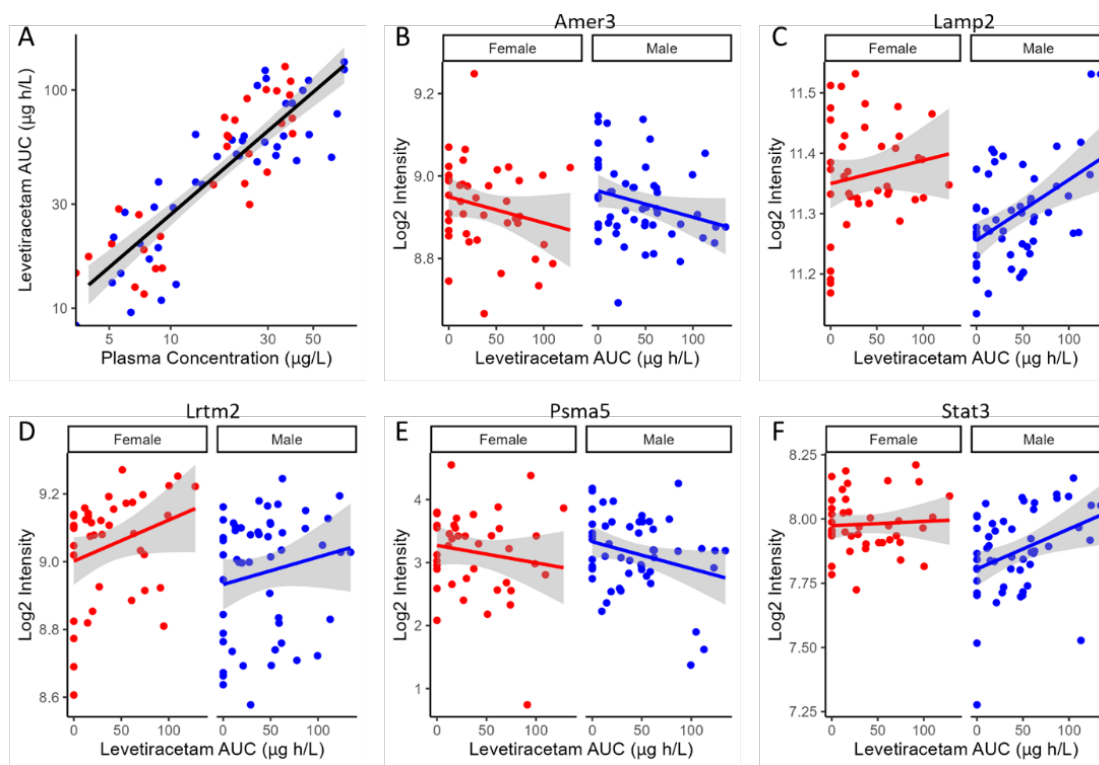 A
Levetiracetam AUC (µg h/L)
100
30
10
5
10
30
50
Plasma Concentration (µg/L)
Amer3
B
Female
Male
Log2 Intensity
9.2
9.0
8.8
0
50
100
0
50
100
Levetiracetam AUC (µg h/L)
Lamp2
C
Female
Male
Log2 Intensity
11.5
11.4
11.3
11.2
0
50
100
0
50
100
Levetiracetam AUC (µg h/L)
Lrtm2
D
Female
Male
Log2 Intensity
9.2
9.0
8.8
8.6
0
50
100
0
50
100
Levetiracetam AUC (µg h/L)
Psma5
E
Female
Male
Log2 Intensity
4
3
2
1
0
50
100
0
50
100
Levetiracetam AUC (µg h/L)
Stat3
F
Female
Male
Log2 Intensity
8.25
8.00
7.75
7.50
7.25
0
50
100
0
50
100
Levetiracetam AUC (µg h/L)